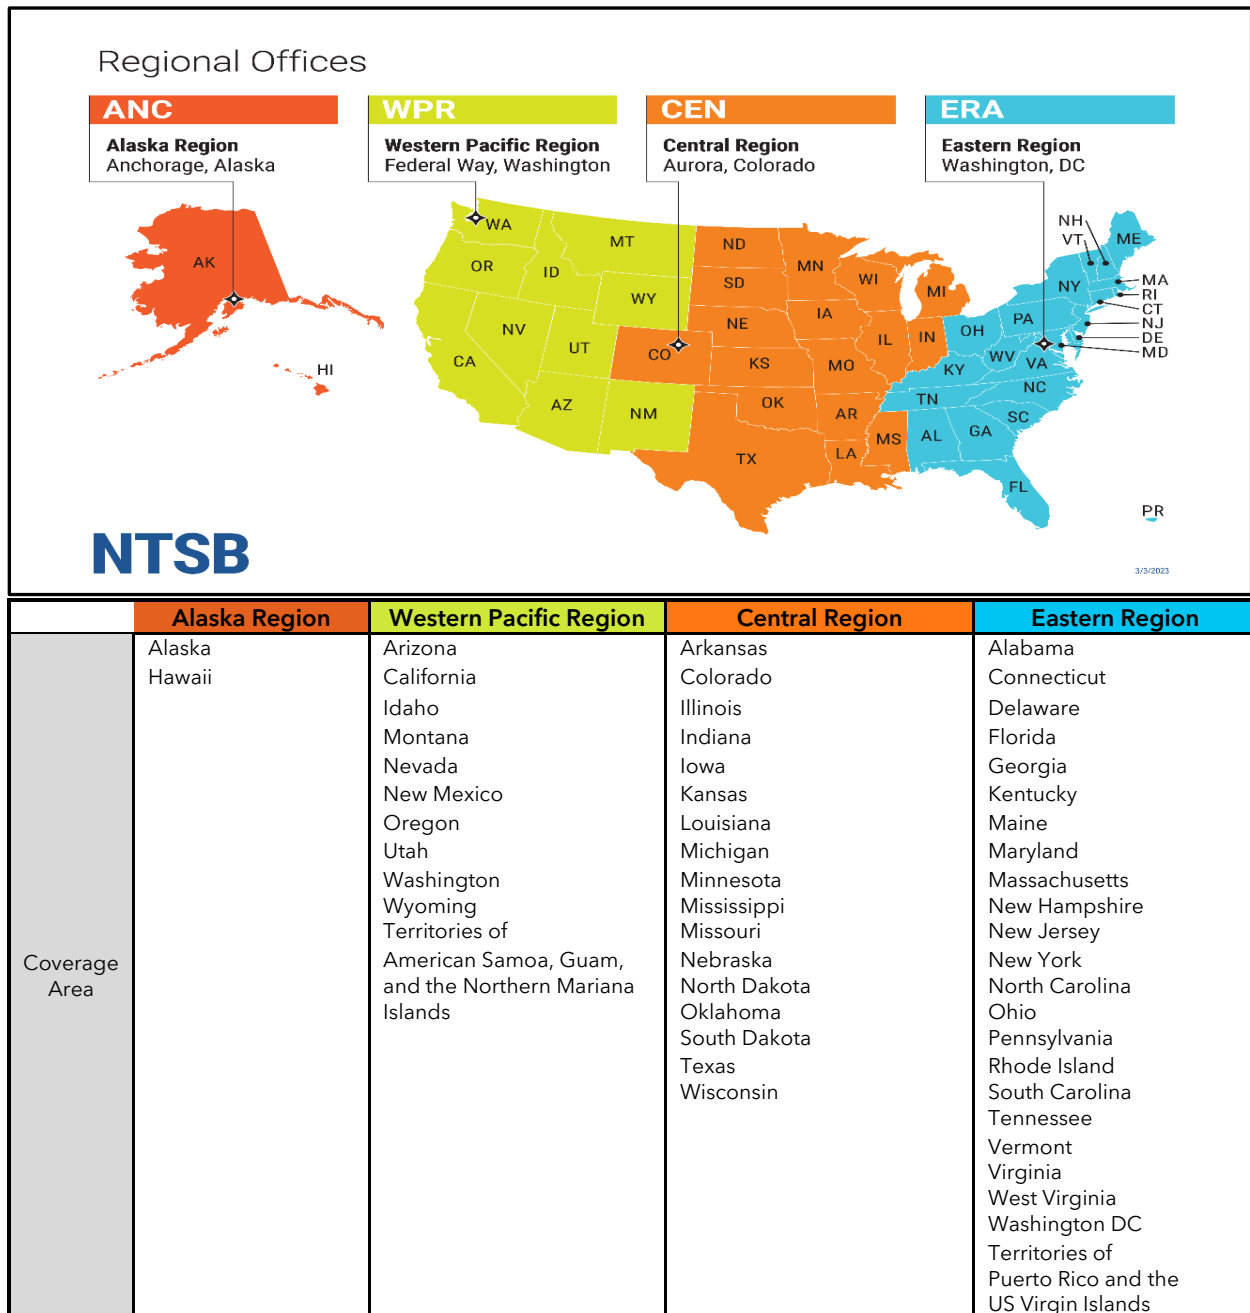 Regional Offices
ANC
Alaska Region
Anchorage, Alaska
WPR
Western Pacific Region
Federal Way, Washington
CEN
Central Region
Aurora, Colorado
ERA
Eastern Region
Washington, DC
AK
HI
WA
OR
ID
MT
WY
NV
UT
CA
AZ
NM
ND
SD
NE
CO
KS
OK
TX
MN
IA
MO
AR
LA
WI
IL
IN
MI
MS
OH
KY
TN
AL
GA
FL
SC
NC
VA
WV
PA
NY
VT
NH
ME
MA
RI
CT
NJ
DE
MD
PR
NTSB
3/3/2023
Alaska Region
Western Pacific Region
Central Region
Eastern Region
Coverage
Area
Alaska
Hawaii
Arizona
California
Idaho
Montana
Nevada
New Mexico
Oregon
Utah
Washington
Wyoming
Territories of
American Samoa, Guam,
and the Northern Mariana
Islands
Arkansas
Colorado
Illinois
Indiana
Iowa
Kansas
Louisiana
Michigan
Minnesota
Mississippi
Missouri
Nebraska
North Dakota
Oklahoma
South Dakota
Texas
Wisconsin
Alabama
Connecticut
Delaware
Florida
Georgia
Kentucky
Maine
Maryland
Massachusetts
New Hampshire
New Jersey
New York
North Carolina
Ohio
Pennsylvania
Rhode Island
South Carolina
Tennessee
Vermont
Virginia
West Virginia
Washington DC
Territories of
Puerto Rico and the
US Virgin Islands